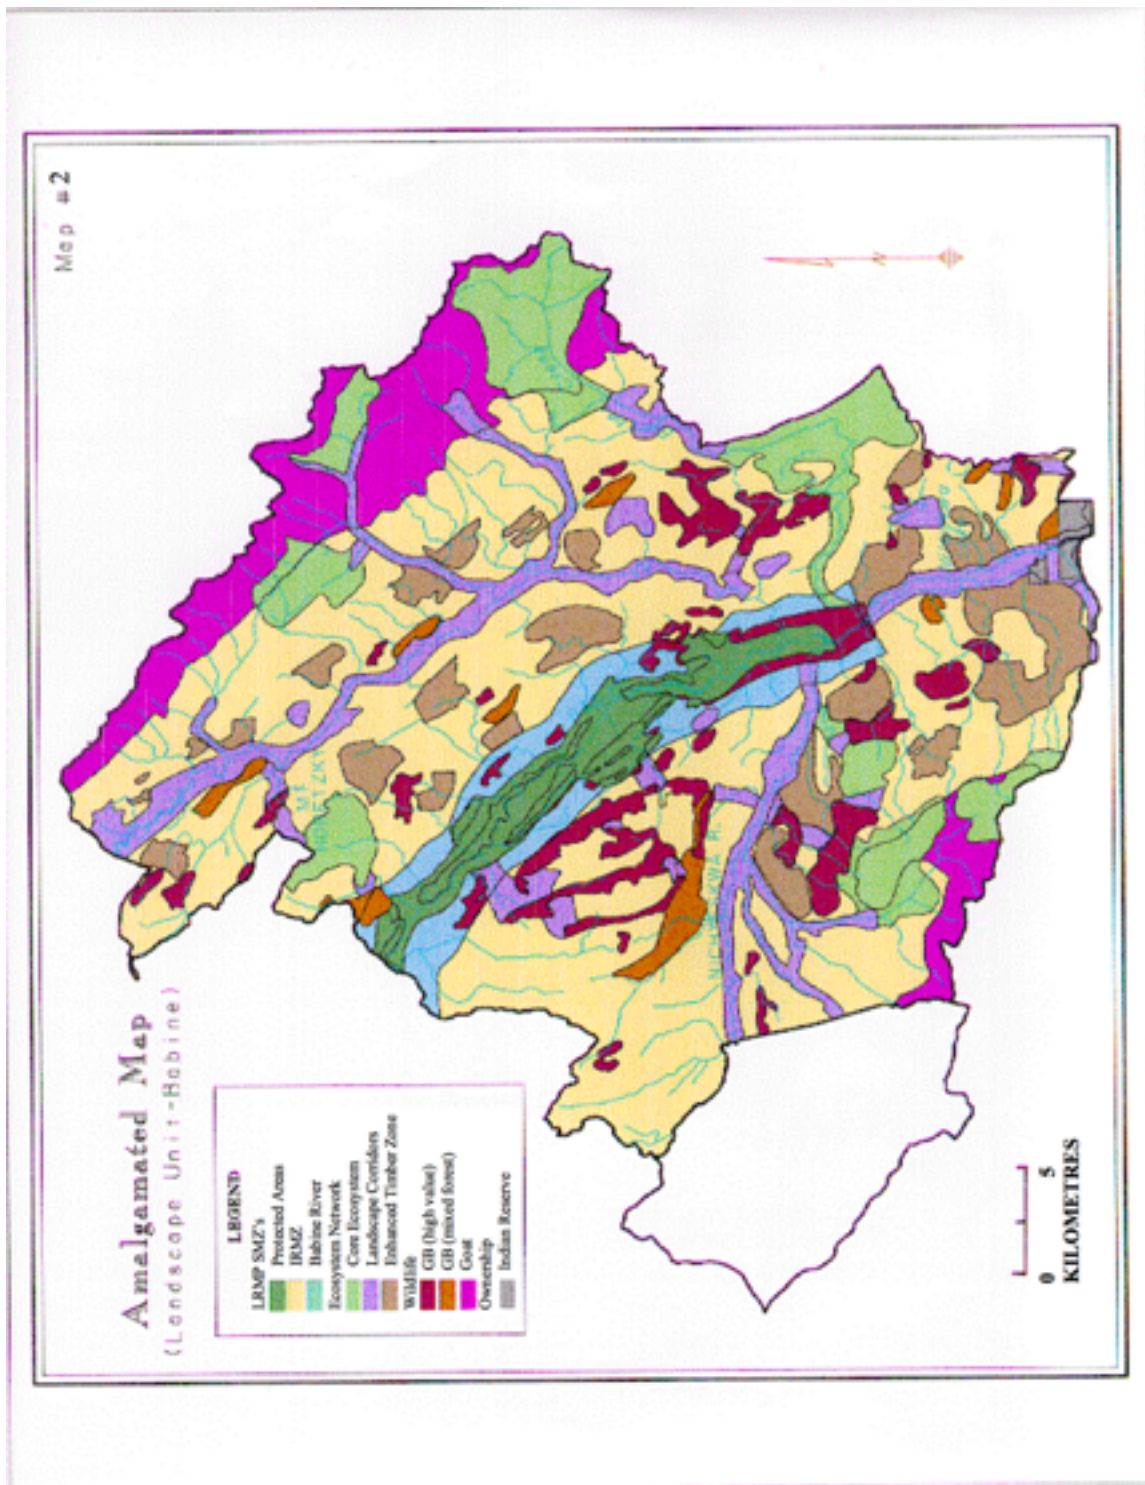 Map #2
Amalgamated Map
(Landscape Unit-Babine)
LEGEND
LRMP SMZ's
Protected Areas
IRMZ
Babine River
Ecosystem Network
Core Ecosystem
Landscape Corridors
Enhanced Timber Zone
Wildlife
GB (high value)
GB (mixed forest)
Goat
Ownership
Indian Reserve
MT
R.
N
0 5
KILOMETRES